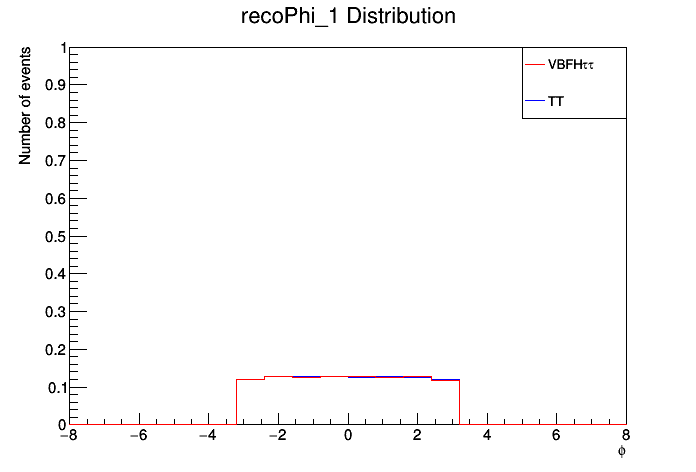 recoPhi_1 Distribution
Number of events
1
0.9
0.8
0.7
0.6
0.5
0.4
0.3
0.2
0.1
0
VBFHττ
TT
−8 −6 −4 −2 0 2 4 6 8
ϕ